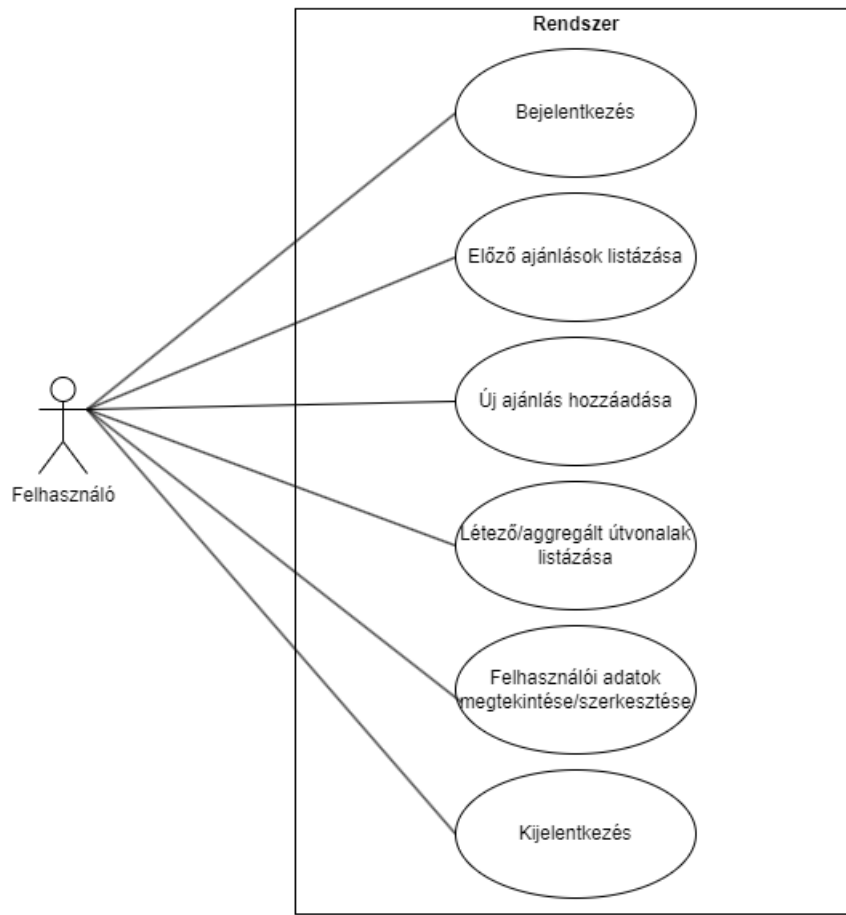 Rendszer
Bejelentkezés
Előző ajánlások listázása
Új ajánlás hozzáadása
Felhasználó
Létező/aggregált útvonalak
listázása
Felhasználói adatok
megtekintése/szerkesztése
Kijelentkezés